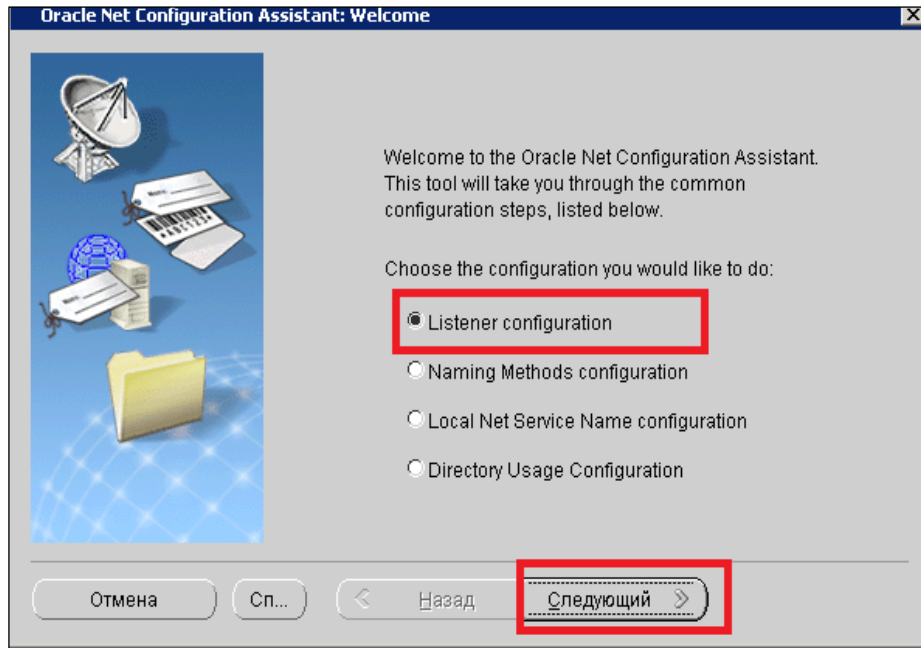 Oracle Net Configuration Assistant: Welcome
Welcome to the Oracle Net Configuration Assistant.
This tool will take you through the common
configuration steps, listed below.
Choose the configuration you would like to do:
Listener configuration
Naming Methods configuration
Local Net Service Name configuration
Directory Usage Configuration
Отмена
Сп...
Назад
Следующий